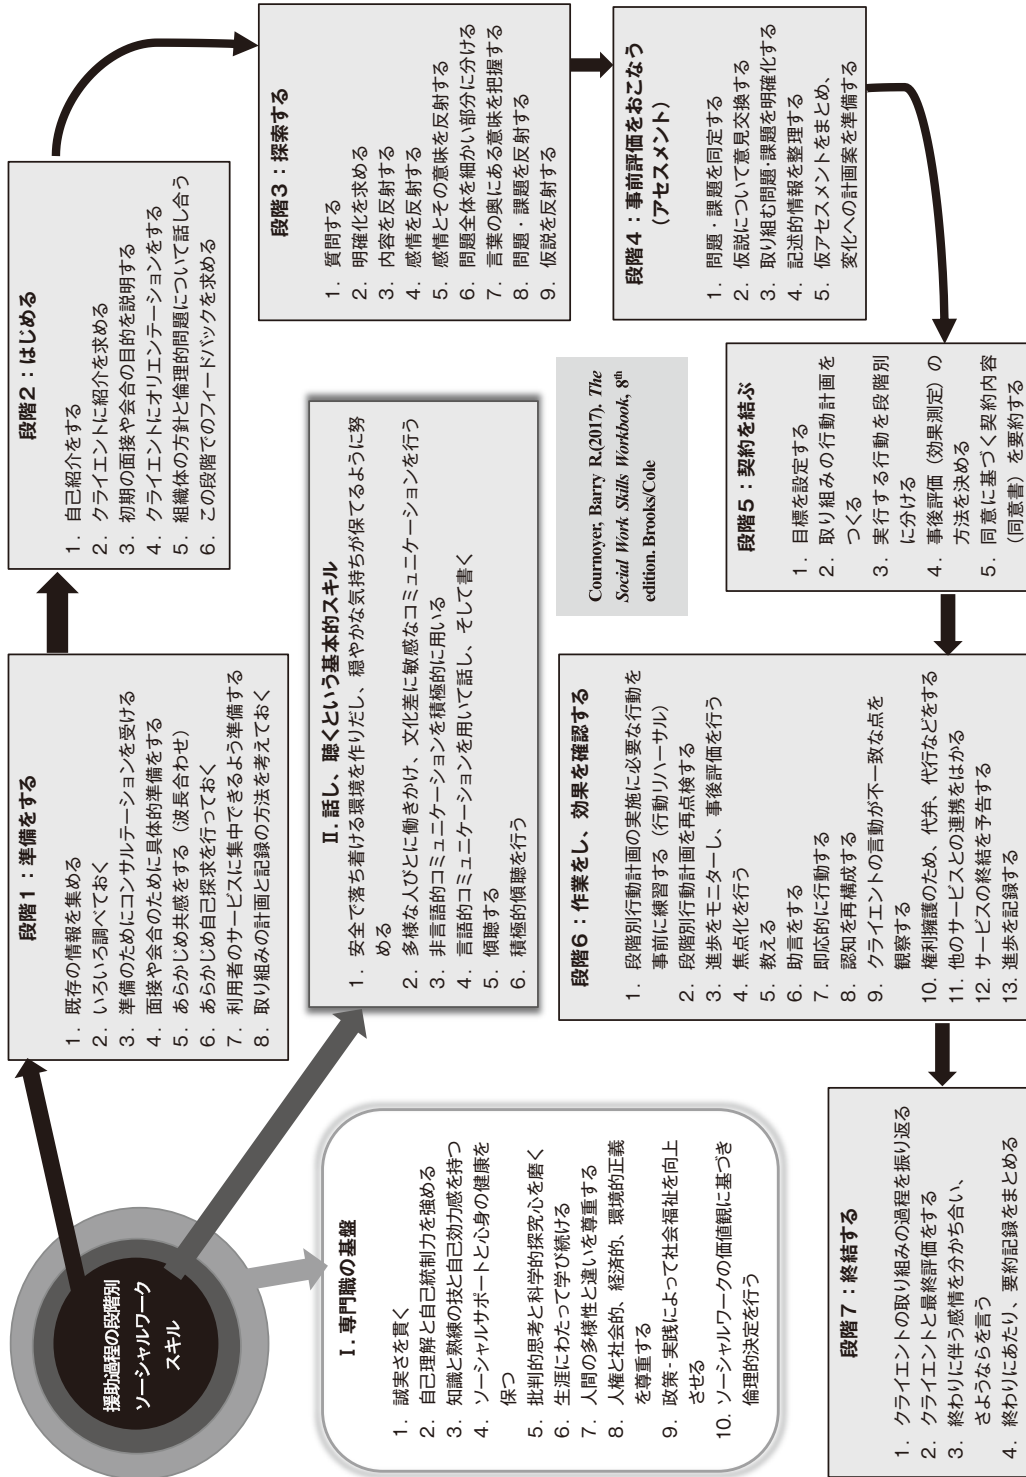 援助過程の段階別
ソーシャルワーク
スキル
Ⅰ. 専門職の基盤
1. 誠実さを貫く
2. 自己理解と自己統制力を強める
3. 知識と熟練の技と自己効力感を持つ
4. ソーシャルサポートと心身の健康を
保つ
5. 批判的思考と科学的探究心を磨く
6. 生涯にわたって学び続ける
7. 人間の多様性と違いを尊重する
8. 人権と社会的、経済的、環境的正義
を尊重する
9. 政策-実践によって社会福祉を向上
させる
10. ソーシャルワークの価値観に基づき
倫理的決定を行う
Ⅱ. 話し、聴くという基本的スキル
1. 安全で落ち着ける環境を作りだし、穏やかな気持ちが保てるように努
める
2. 多様な人びとに働きかけ、文化差に敏感なコミュニケーションを行う
3. 非言語的コミュニケーションを積極的に用いる
4. 言語的コミュニケーションを用いて話し、そして書く
5. 傾聴する
6. 積極的傾聴を行う
段階1:準備をする
1. 既存の情報を集める
2. いろいろ調べておく
3. 準備のためにコンサルテーションを受ける
4. 面接や会合のために具体的準備をする
5. あらかじめ共感をする(波長合わせ)
6. あらかじめ自己探求を行っておく
7. 利用者のサービスに集中できるよう準備する
8. 取り組みの計画と記録の方法を考えておく
段階2:はじめる
1. 自己紹介をする
2. クライエントに紹介を求める
3. 初期の面接や会合の目的を説明する
4. クライエントにオリエンテーションをする
5. 組織体の方針と倫理的問題について話し合う
6. この段階でのフィードバックを求める
段階3:探索する
1. 質問する
2. 明確化を求める
3. 内容を反射する
4. 感情を反射する
5. 感情とその意味を反射する
6. 問題全体を細かい部分に分ける
7. 言葉の奥にある意味を把握する
8. 問題・課題を反射する
9. 仮説を反射する
段階4:事前評価をおこなう
(アセスメント)
1. 問題・課題を同定する
2. 仮説について意見交換する
3. 取り組む問題・課題を明確化する
4. 記述的情報を整理する
5. 仮アセスメントをまとめ、
変化への計画案を準備する
段階5:契約を結ぶ
1. 目標を設定する
2. 取り組みの行動計画を
つくる
3. 実行する行動を段階別
に分ける
4. 事後評価(効果測定)の
方法を決める
5. 同意に基づく契約内容
(同意書)を要約する
段階6:作業をし、効果を確認する
1. 段階別行動計画の実施に必要な行動を
事前に練習する(行動リハーサル)
2. 段階別行動計画を再点検する
3. 進歩をモニターし、事後評価を行う
4. 焦点化を行う
5. 教える
6. 助言をする
7. 即応的に行動する
8. 認知を再構成する
9. クライエントの言動が不一致な点を
観察する
10. 権利擁護のため、代弁、代行などをする
11. 他のサービスとの連携をはかる
12. サービスの終結を予告する
13. 進歩を記録する
段階7:終結する
1. クライエントの取り組みの過程を振り返る
2. クライエントと最終評価をする
3. 終わりに伴う感情を分かち合い、
さようならを言う
4. 終わりにあたり、要約記録をまとめる
Cournoyer, Barry R.(2017). The
Social Work Skills Workbook, 8th
edition. Brooks/Cole